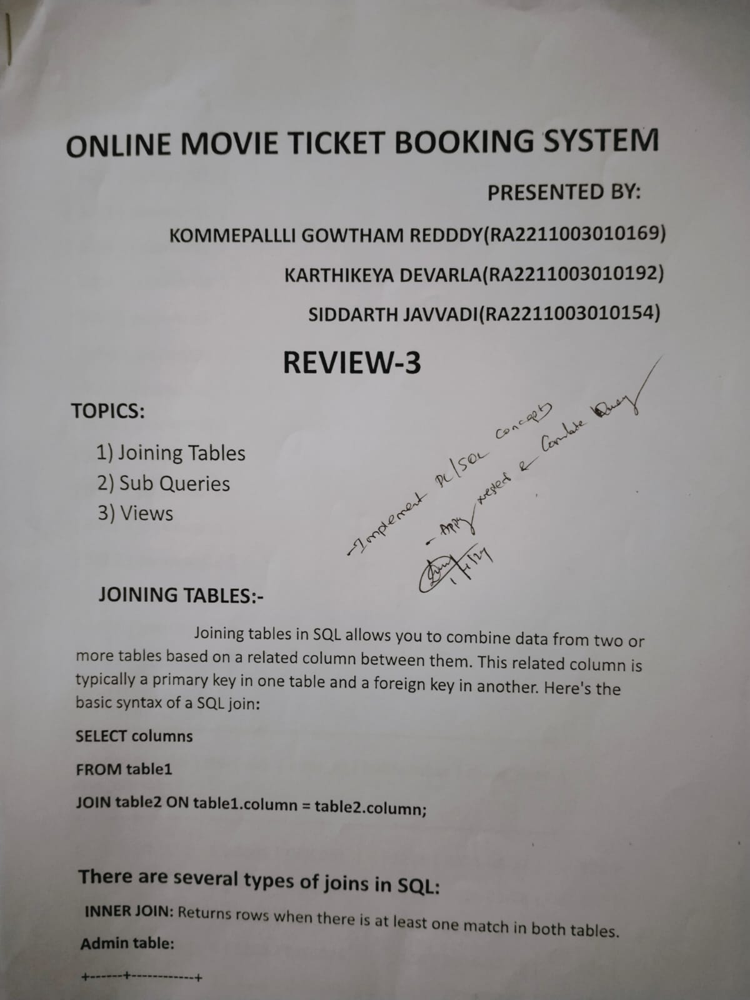 ONLINE MOVIE TICKET BOOKING SYSTEM
PRESENTED BY:
KOMMEPALLLI GOWTHAM REDDDY(RA2211003010169)
KARTHIKEYA DEVARLA(RA2211003010192)
SIDDARTH JAVVADI(RA2211003010154)
REVIEW-3
TOPICS:
1) Joining Tables
2) Sub Queries
3) Views
-Implement PL/SQL concepts
- Apply nested &
JOINING TABLES:-
Joining tables in SQL allows you to combine data from two or
more tables based on a related column between them. This related column is
typically a primary key in one table and a foreign key in another. Here's the
basic syntax of a SQL join:
SELECT columns
FROM table1
JOIN table2 ON table1.column = table2.column;
There are several types of joins in SQL:
INNER JOIN: Returns rows when there is at least one match in both tables.
Admin table:
+------+------------+